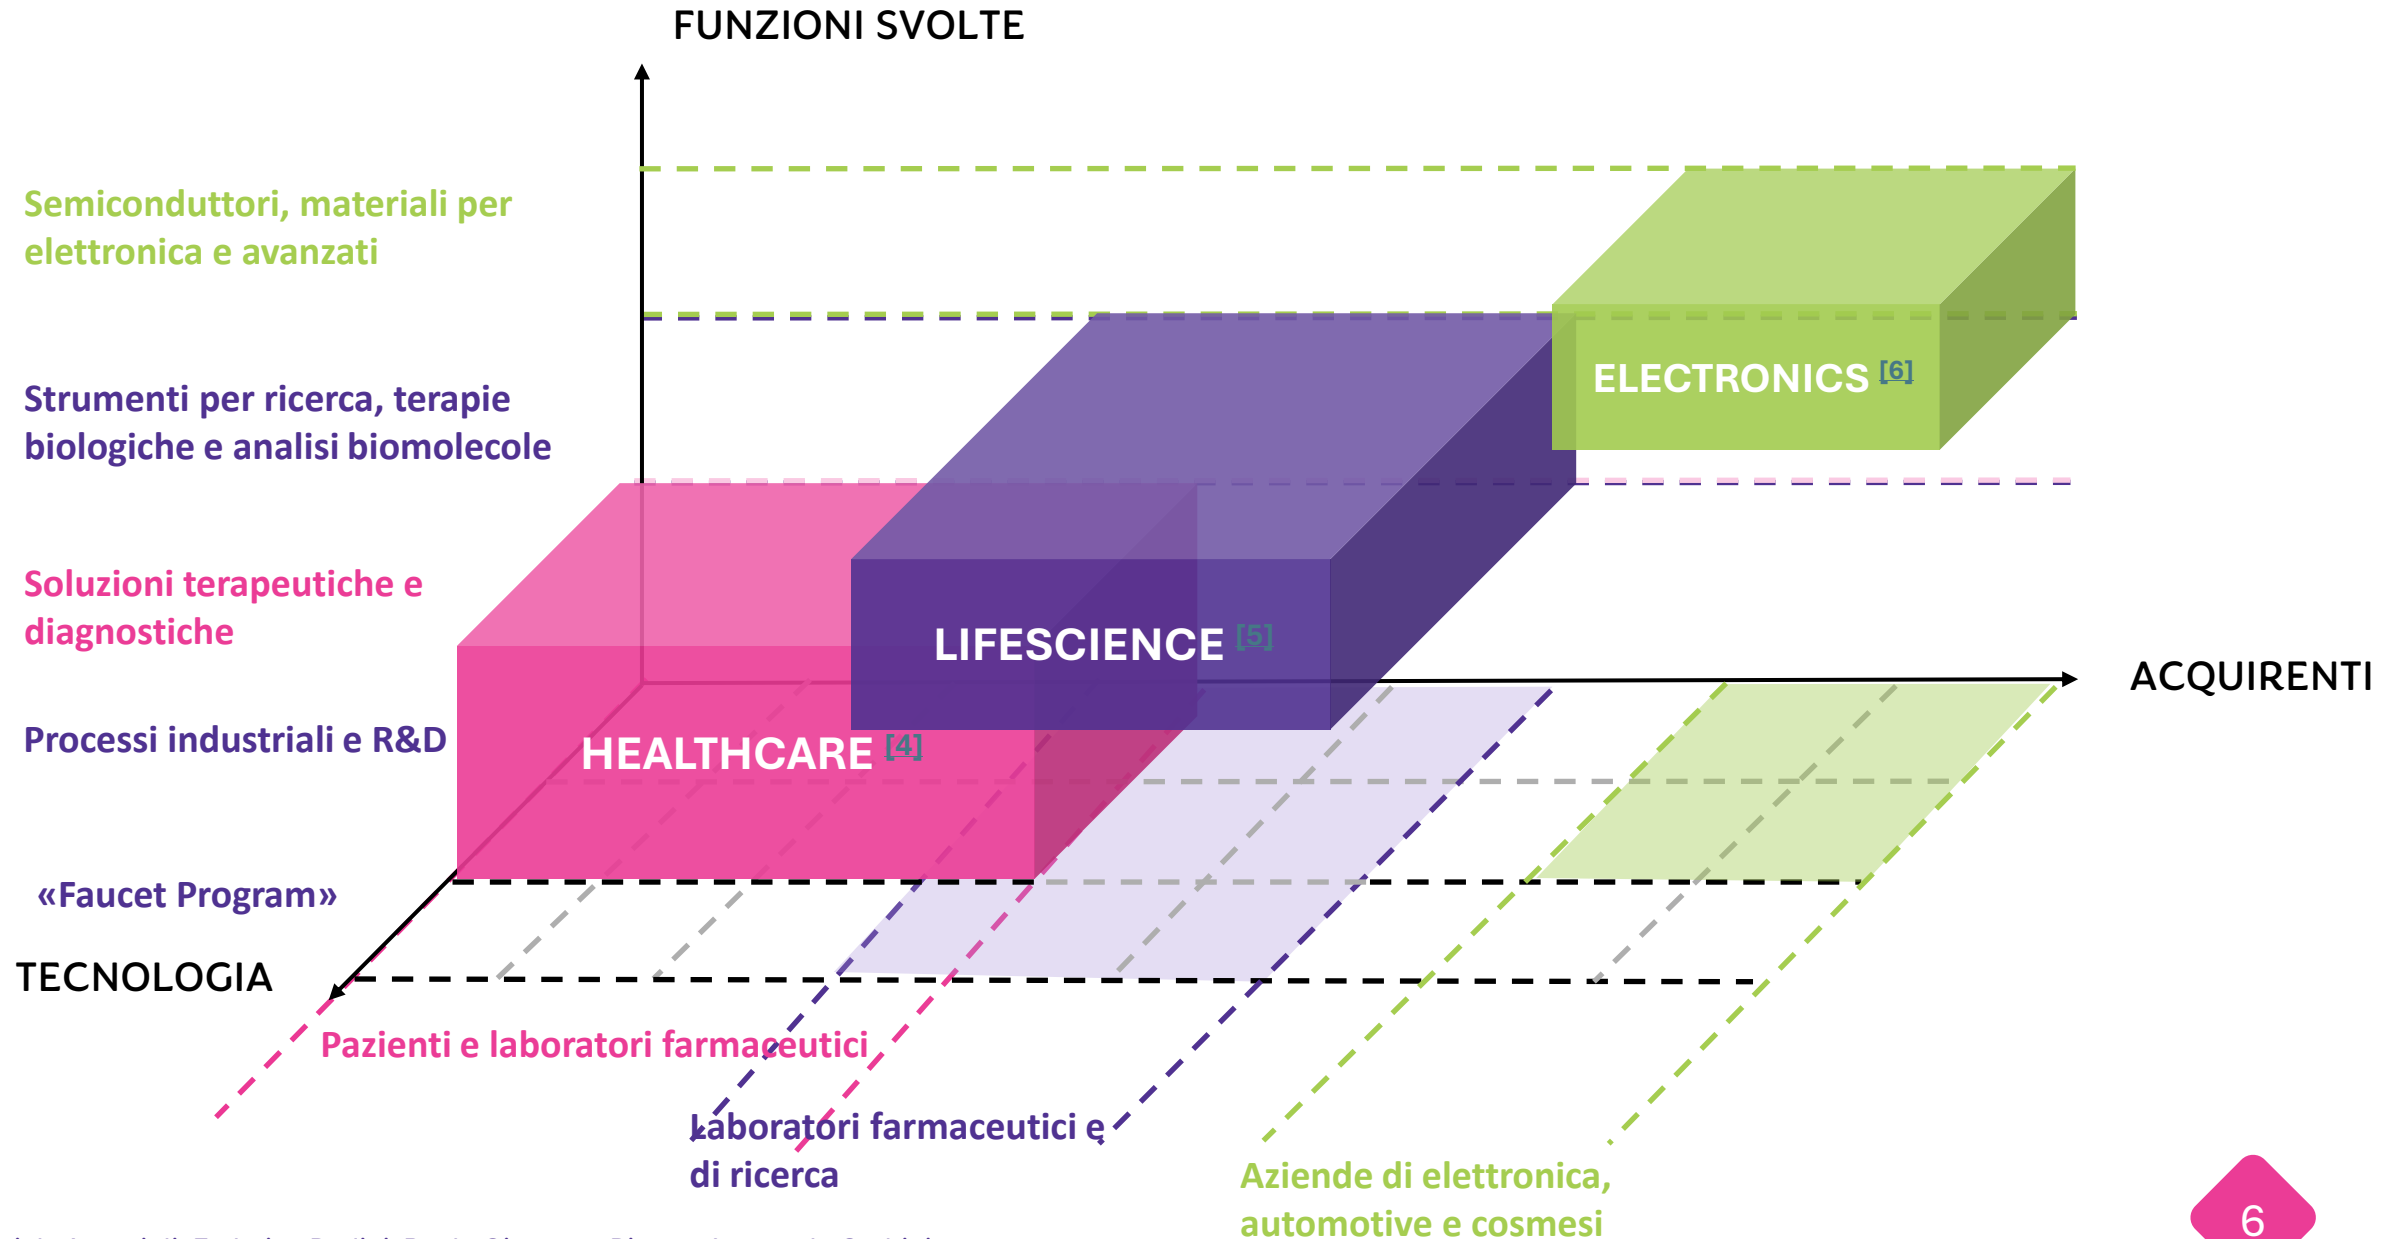 FUNZIONI SVOLTE
Semiconduttori, materiali per
elettronica e avanzati
ELECTRONICS [6]
Strumenti per ricerca, terapie
biologiche e analisi biomolecole
Soluzioni terapeutiche e
diagnostiche
LIFESCIENCE [5]
ACQUIRENTI
Processi industriali e R&D
HEALTHCARE [4]
«Faucet Program»
TECNOLOGIA
Pazienti e laboratori farmaceutici
Laboratori farmaceutici e
di ricerca
Aziende di elettronica,
automotive e cosmesi
6